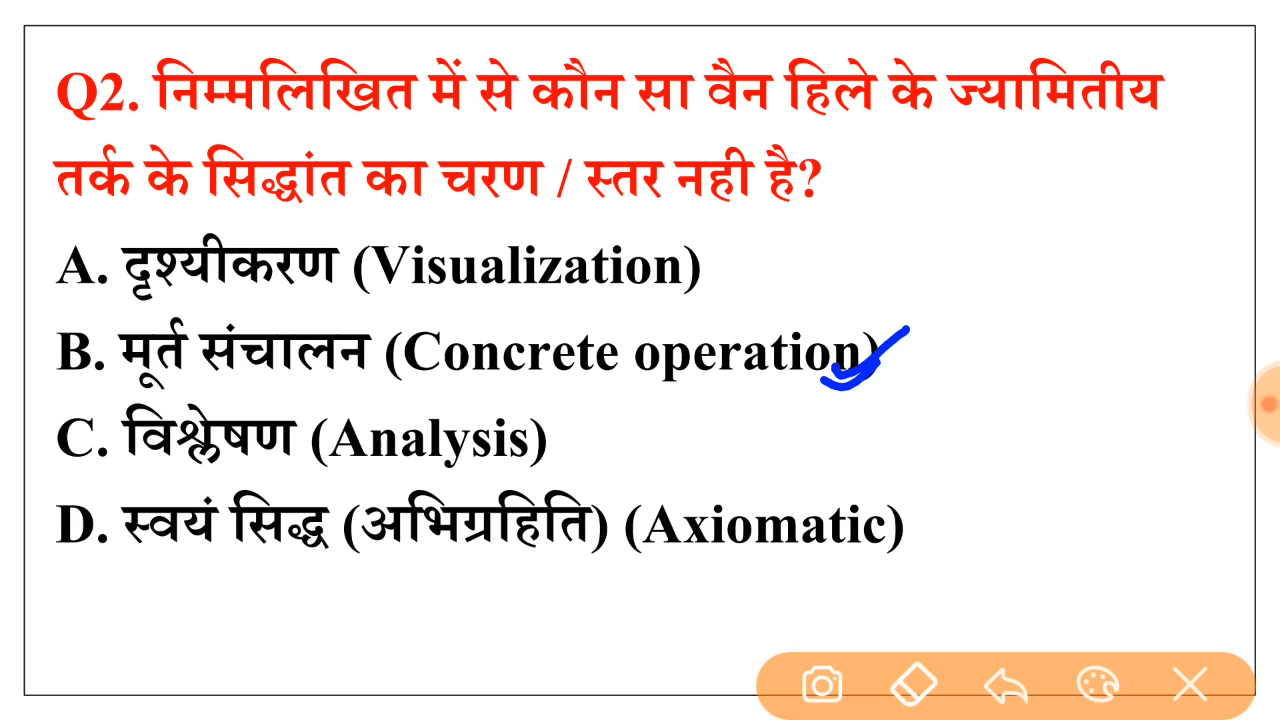 Q2. निम्मलिखित में से कौन सा वैन हिले के ज्यामितीय
तर्क के सिद्धांत का चरण / स्तर नही है?
A. दृश्यीकरण (Visualization)
B. मूर्त संचालन (Concrete operation)
C. विश्लेषण (Analysis)
D. स्वयं सिद्ध (अभिग्रहिति) (Axiomatic)